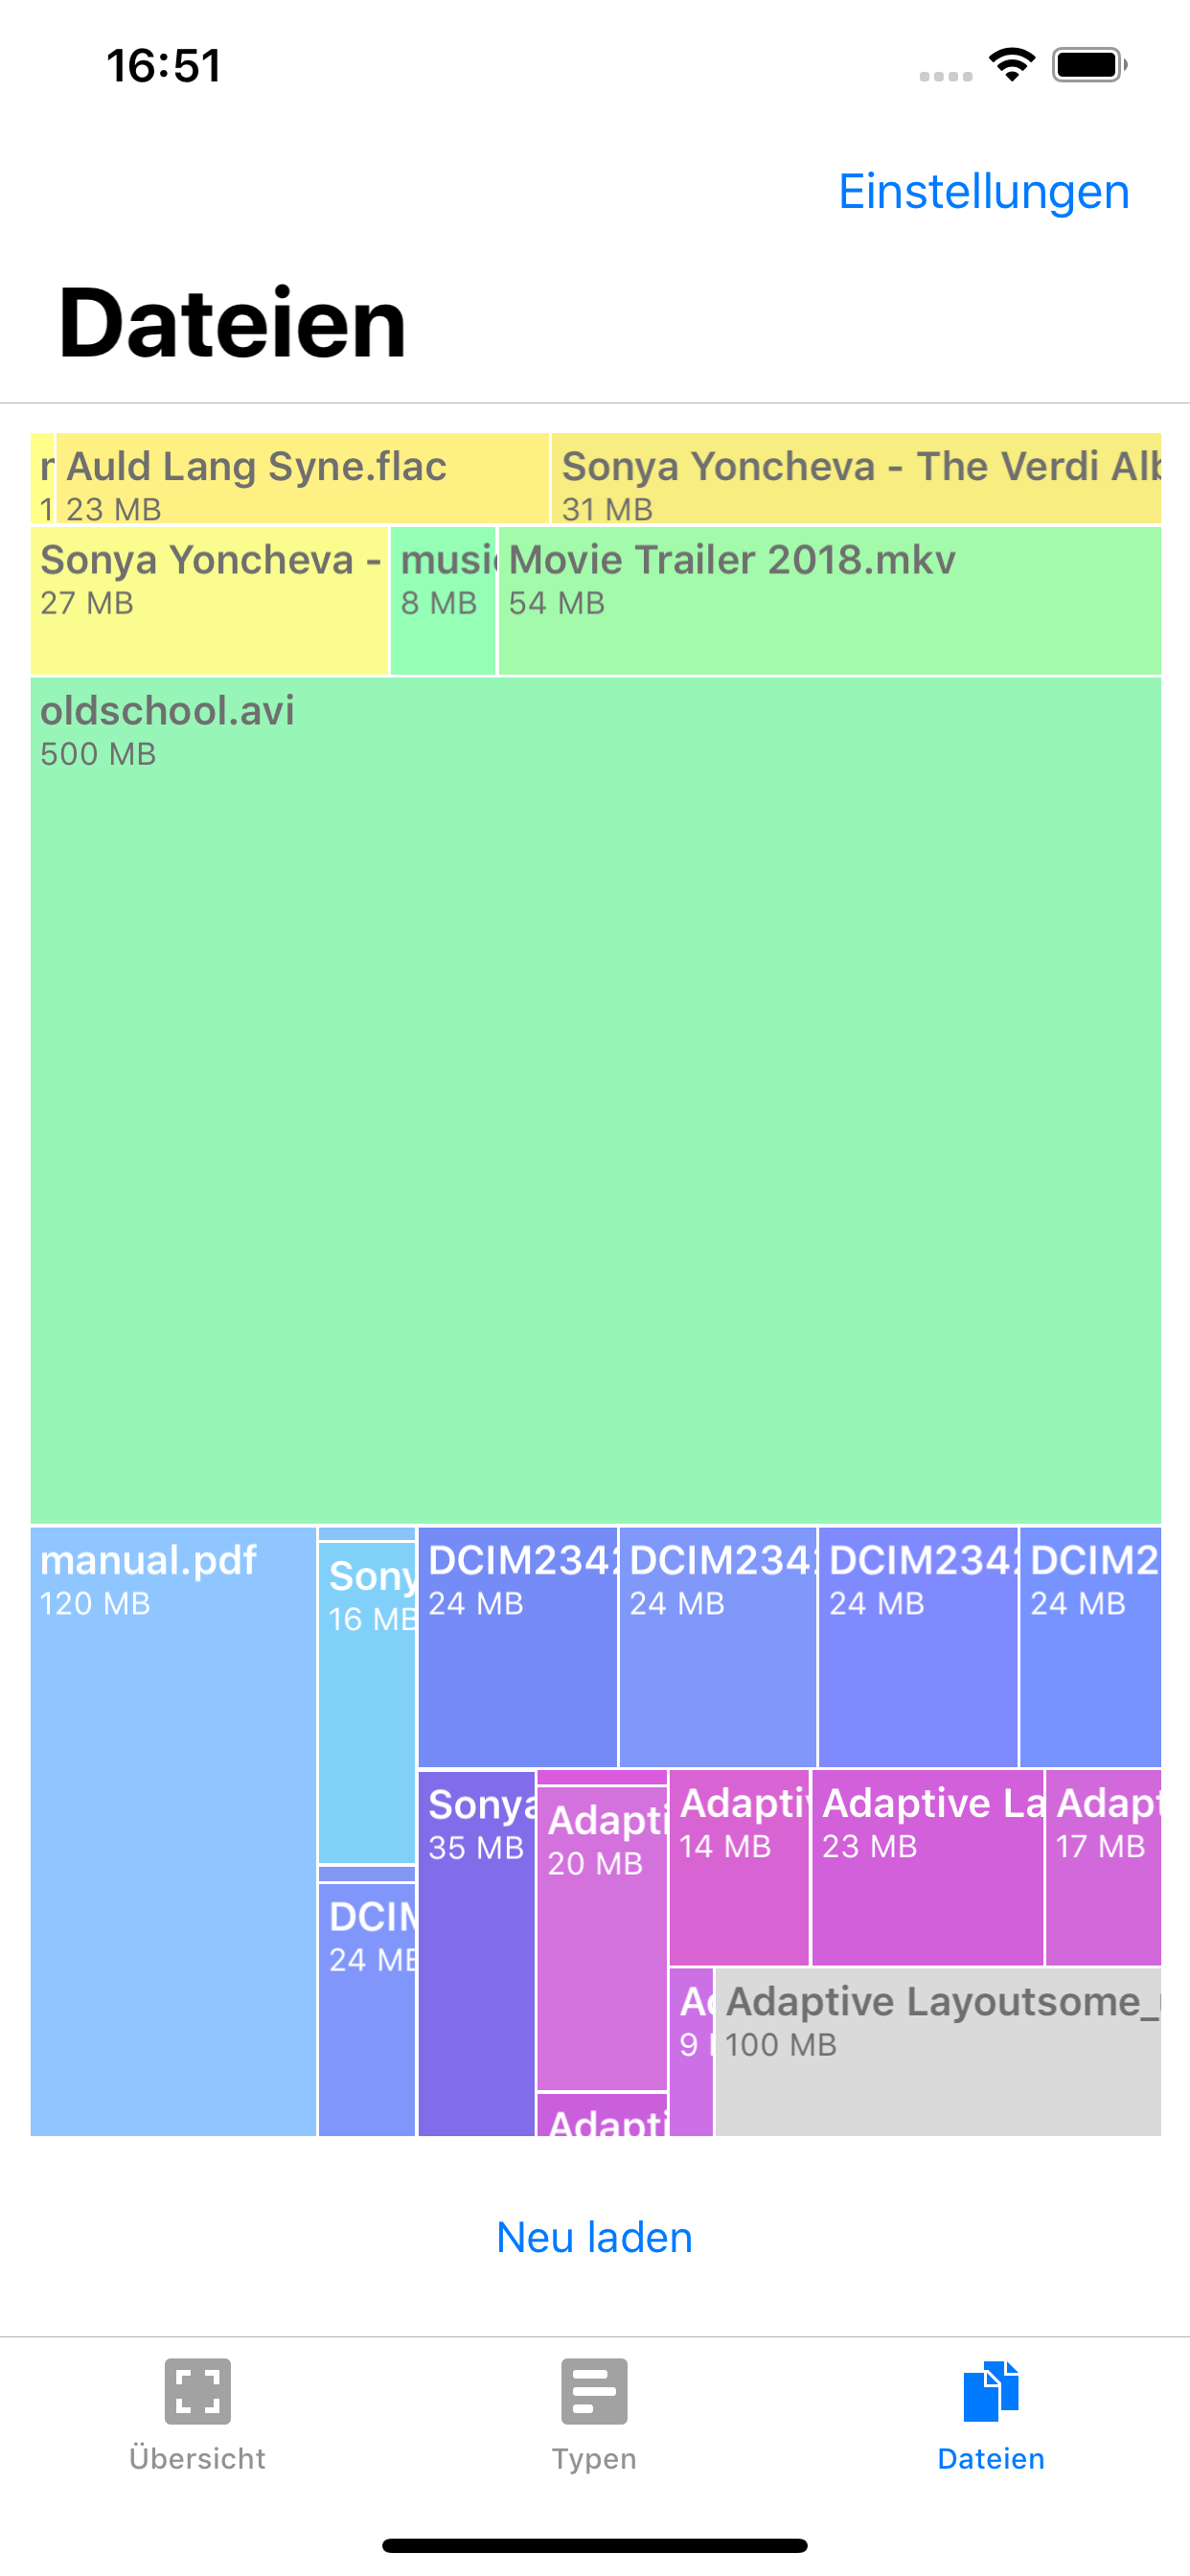 16:51
Einstellungen
Dateien
Auld Lang Syne.flac
23 MB
Sonya Yoncheva - The Verdi Alb
31 MB
Sonya Yoncheva -
27 MB
musi
8 MB
Movie Trailer 2018.mkv
54 MB
oldschool.avi
500 MB
manual.pdf
120 MB
Sony
16 MB
DCIM234
24 MB
DCIM234
24 MB
DCIM234
24 MB
DCIM2
24 MB
DCIM
24 MB
Sonya
35 MB
Adapti
20 MB
Adapti
Adaptiv
14 MB
Adaptive La
23 MB
Adapt
17 MB
Ad
9
Adaptive Layoutsome_
100 MB
Neu laden
Übersicht
Typen
Dateien